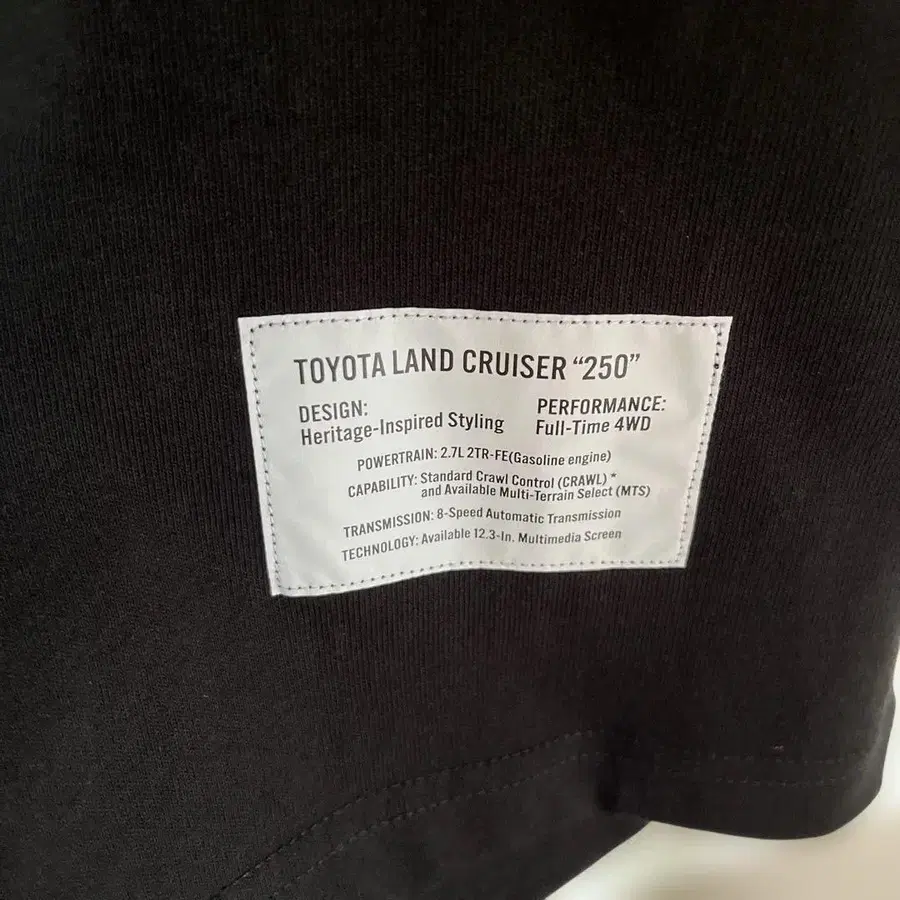 TOYOTA LAND CRUISER “250”
DESIGN:
Heritage-Inspired Styling
PERFORMANCE:
Full-Time 4WD
POWERTRAIN: 2.7L 2TR-FE(Gasoline engine)
CAPABILITY: Standard Crawl Control (CRAWL) *
and Available Multi-Terrain Select (MTS)
TRANSMISSION: 8-Speed Automatic Transmission
TECHNOLOGY: Available 12.3-In. Multimedia Screen